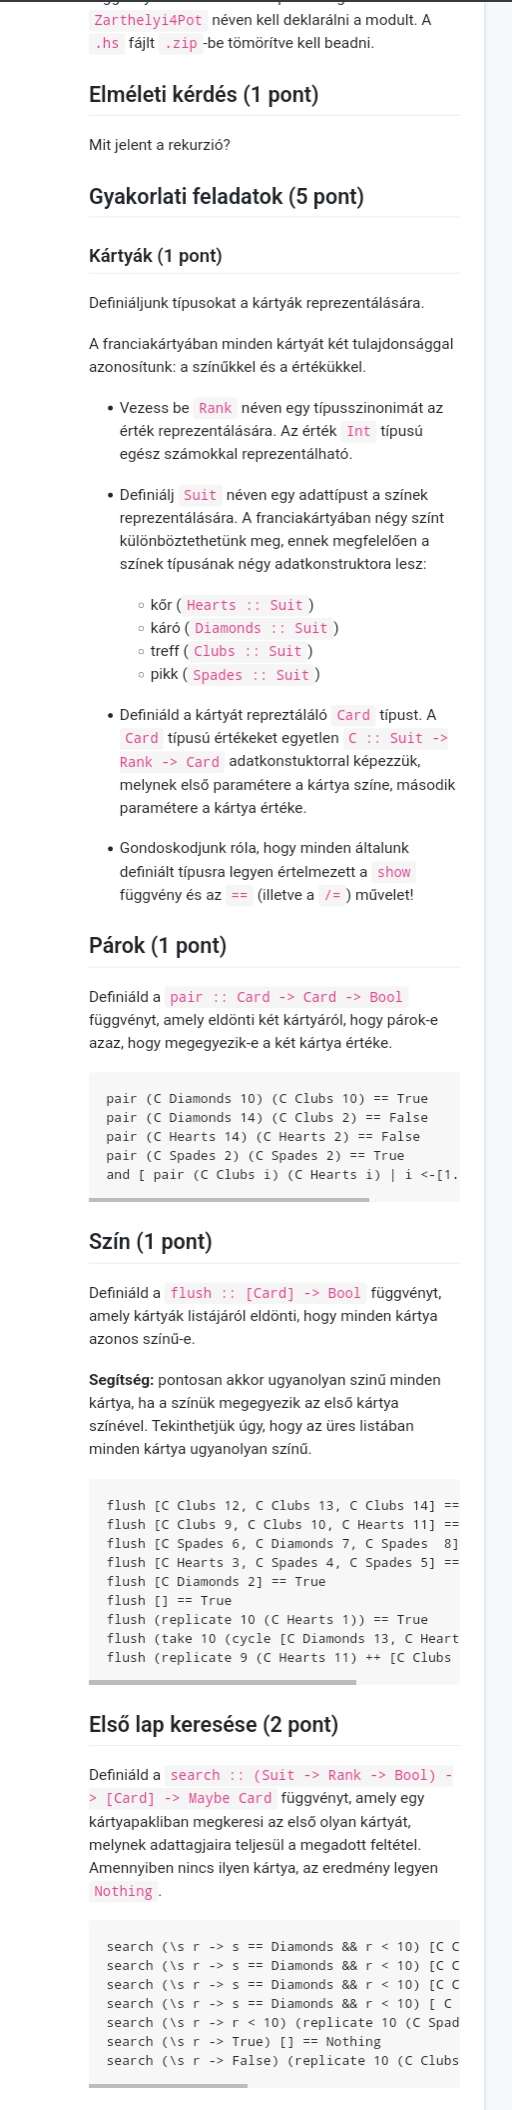 Zarthelyi4Pot néven kell deklarálni a modult. A
.hs fájlt .zip -be tömörítve kell beadni.
Elméleti kérdés (1 pont)
Mit jelent a rekurzió?
Gyakorlati feladatok (5 pont)
Kártyák (1 pont)
Definiáljunk típusokat a kártyák reprezentálására.
A franciakártyában minden kártyát két tulajdonsággal
azonosítunk: a színűkkel és a értékükkel.
• Vezess be Rank néven egy típusszinonimát az
érték reprezentálására. Az érték Int típusú
egész számokkal reprezentálható.
• Definiálj Suit néven egy adattípust a színek
reprezentálására. A franciakártyában négy színt
különböztethetünk meg, ennek megfelelően a
színek típusának négy adatkonstruktora lesz:
◦ kőr ( Hearts :: Suit )
◦ káró ( Diamonds :: Suit )
◦ treff ( Clubs :: Suit )
◦ pikk ( Spades :: Suit )
• Definiáld a kártyát repreztáláló Card típust. A
Card típusú értékeket egyetlen C :: Suit ->
Rank -> Card adatkonstuktorral képezzük,
melynek első paramétere a kártya színe, második
paramétere a kártya értéke.
• Gondoskodjunk róla, hogy minden általunk
definiált típusra legyen értelmezett a show
függvény és az == (illetve a /= ) művelet!
Párok (1 pont)
Definiáld a pair :: Card -> Card -> Bool
függvényt, amely eldönti két kártyáról, hogy párok-e
azaz, hogy megegyezik-e a két kártya értéke.
pair (C Diamonds 10) (C Clubs 10) == True
pair (C Diamonds 14) (C Clubs 2) == False
pair (C Hearts 14) (C Hearts 2) == False
pair (C Spades 2) (C Spades 2) == True
and [ pair (C Clubs i) (C Hearts i) | i <-[1.
Szín (1 pont)
Definiáld a flush :: [Card] -> Bool függvényt,
amely kártyák listájáról eldönti, hogy minden kártya
azonos színű-e.
Segítség: pontosan akkor ugyanolyan szinű minden
kártya, ha a színük megegyezik az első kártya
színével. Tekinthetjük úgy, hogy az üres listában
minden kártya ugyanolyan színű.
flush [C Clubs 12, C Clubs 13, C Clubs 14] ==
flush [C Clubs 9, C Clubs 10, C Hearts 11] ==
flush [C Spades 6, C Diamonds 7, C Spades  8]
flush [C Hearts 3, C Spades 4, C Spades 5] ==
flush [C Diamonds 2] == True
flush [] == True
flush (replicate 10 (C Hearts 1)) == True
flush (take 10 (cycle [C Diamonds 13, C Heart
flush (replicate 9 (C Hearts 11) ++ [C Clubs
Első lap keresése (2 pont)
Definiáld a search :: (Suit -> Rank -> Bool) -
> [Card] -> Maybe Card függvényt, amely egy
kártyapakliban megkeresi az első olyan kártyát,
melynek adattagjaira teljesül a megadott feltétel.
Amennyiben nincs ilyen kártya, az eredmény legyen
Nothing .
search (\s r -> s == Diamonds && r < 10) [C C
search (\s r -> s == Diamonds && r < 10) [C C
search (\s r -> s == Diamonds && r < 10) [C C
search (\s r -> s == Diamonds && r < 10) [ C
search (\s r -> r < 10) (replicate 10 (C Spad
search (\s r -> True) [] == Nothing
search (\s r -> False) (replicate 10 (C Clubs